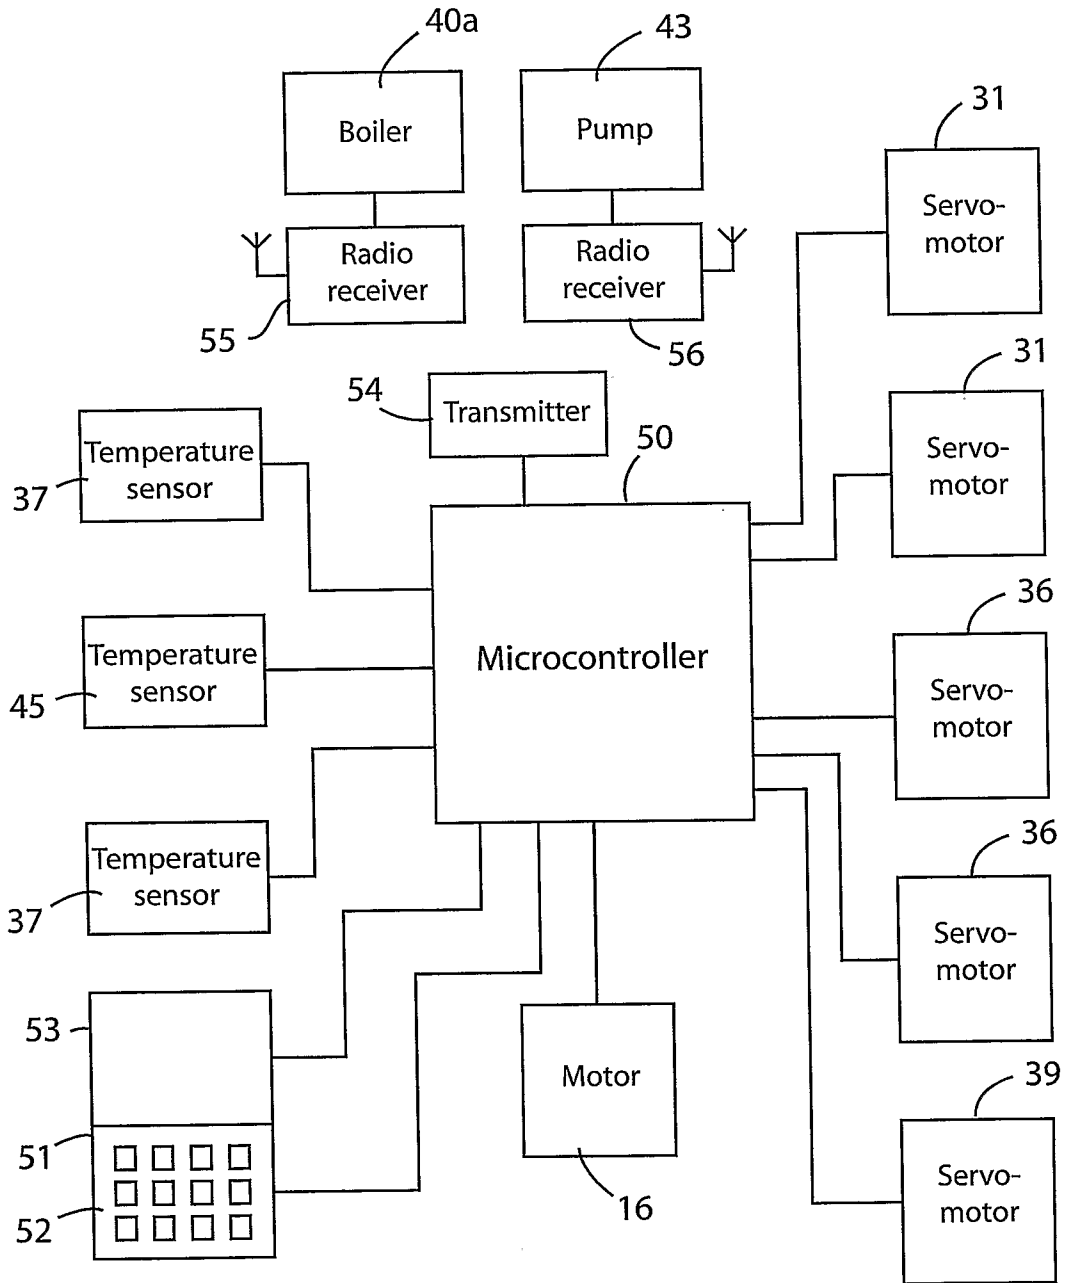 40a
43
Boiler
Pump
31
Servo-
motor
Radio
receiver
55
Radio
receiver
56
31
Servo-
motor
54
Transmitter
50
Temperature
sensor
37
Microcontroller
36
Servo-
motor
Temperature
sensor
45
36
Servo-
motor
Temperature
sensor
37
53
51
52
Motor
16
39
Servo-
motor